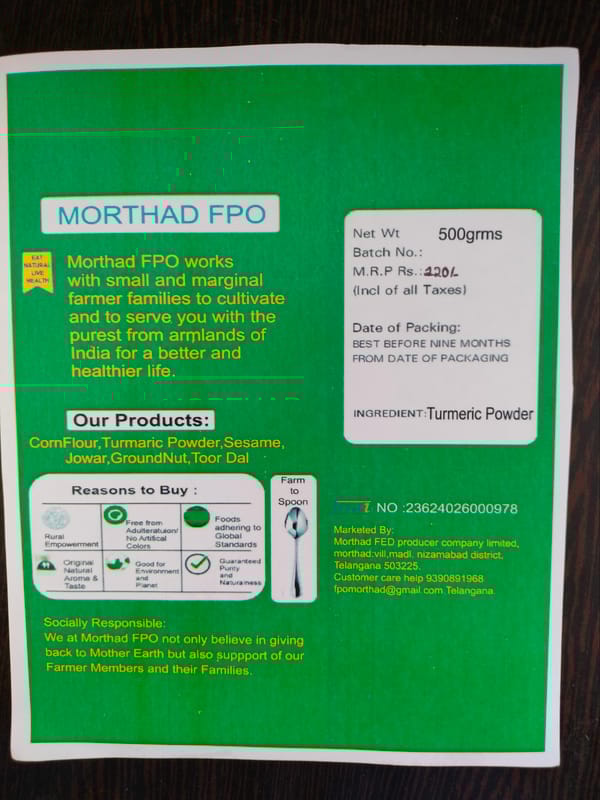 MORTHAD FPO
EAT
NATURAL
LIVE
HEALTH
Morthad FPO works
with small and marginal
farmer families to cultivate
and to serve you with the
purest from armlands of
India for a better and
healthier life.
Our Products:
CornFlour,Turmaric Powder,Sesame,
Jowar,GroundNut,Toor Dal
Reasons to Buy :
Rural
Empowerment
Free from
Adulteratuion/
No Artifical
Colors
Foods
adhering to
Global
Standards
Original
Natural
Aroma &
Taste
Good for
Environment
and
Planet
Guaranteed
Purity
and
Naturalness
Farm
to
Spoon
Socially Responsible:
We at Morthad FPO not only believe in giving
back to Mother Earth but also suppport of our
Farmer Members and their Families.
Net Wt 500grms
Batch No.:
M.R.P Rs.:220/-
(Incl of all Taxes)
Date of Packing:
BEST BEFORE NINE MONTHS
FROM DATE OF PACKAGING
INGREDIENT:Turmeric Powder
NO :23624026000978
Marketed By:
Morthad FED producer company limited,
morthad:vill,madl. nizamabad district,
Telangana 503225.
Customer care help 9390891968
fpomorthad@gmail.com Telangana.